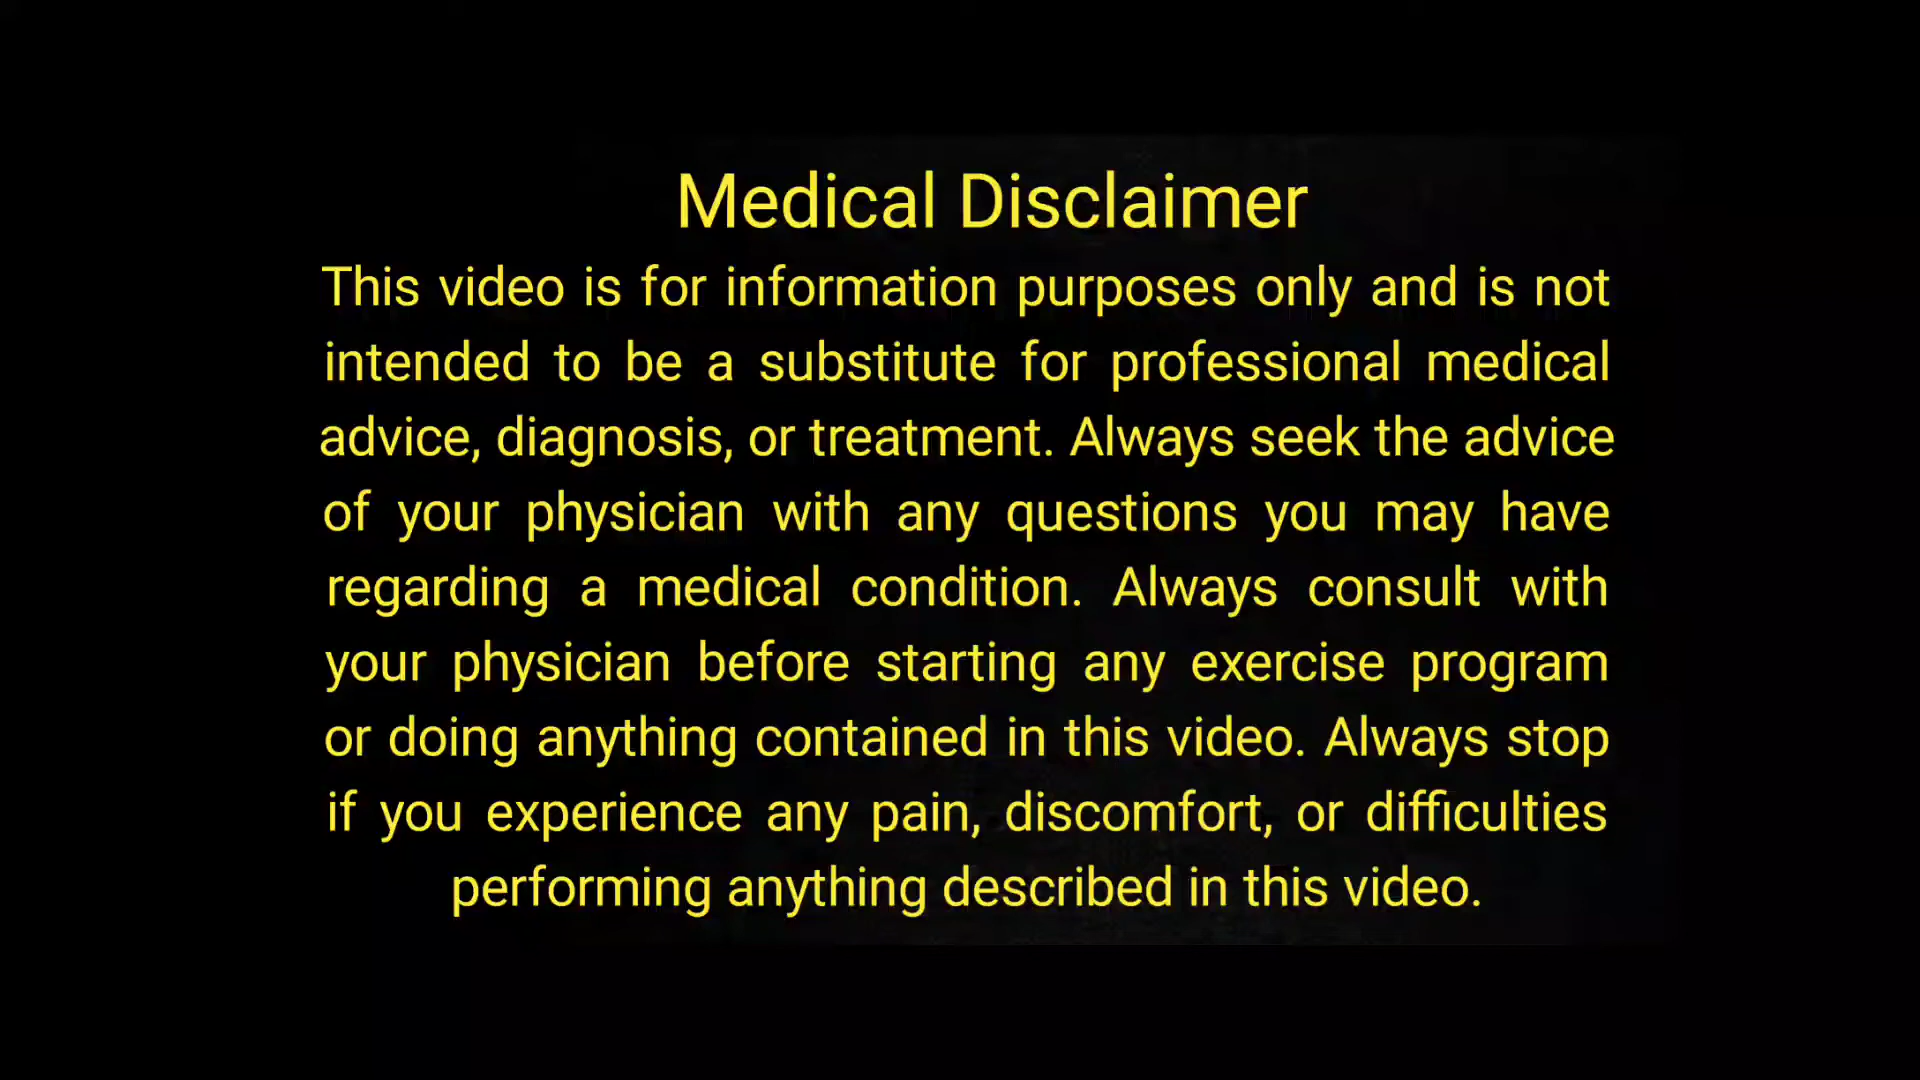 Medical Disclaimer
This video is for information purposes only and is not
intended to be a substitute for professional medical
advice, diagnosis, or treatment. Always seek the advice
of your physician with any questions you may have
regarding a medical condition. Always consult with
your physician before starting any exercise program
or doing anything contained in this video. Always stop
if you experience any pain, discomfort, or difficulties
performing anything described in this video.